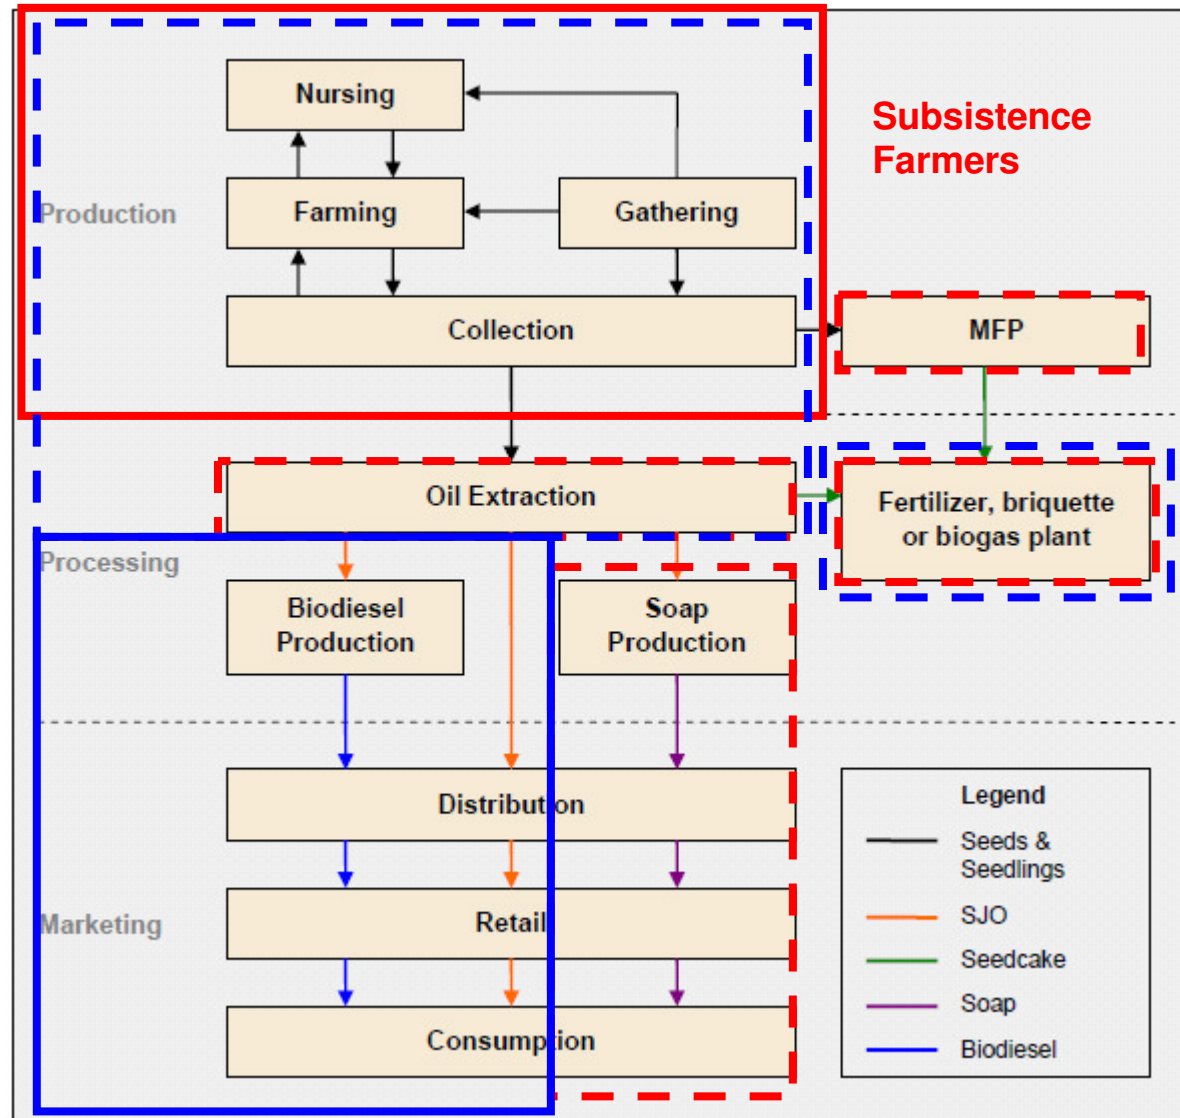 Nursing
Subsistence
Farmers
Production
Farming
Gathering
Collection
MFP
Oil Extraction
Fertilizer, briquette
or biogas plant
Processing
Biodiesel
Production
Soap
Production
Distribution
Legend
Seeds &
Seedlings
SJO
Marketing
Retail
Seedcake
Soap
Consumption
Biodiesel